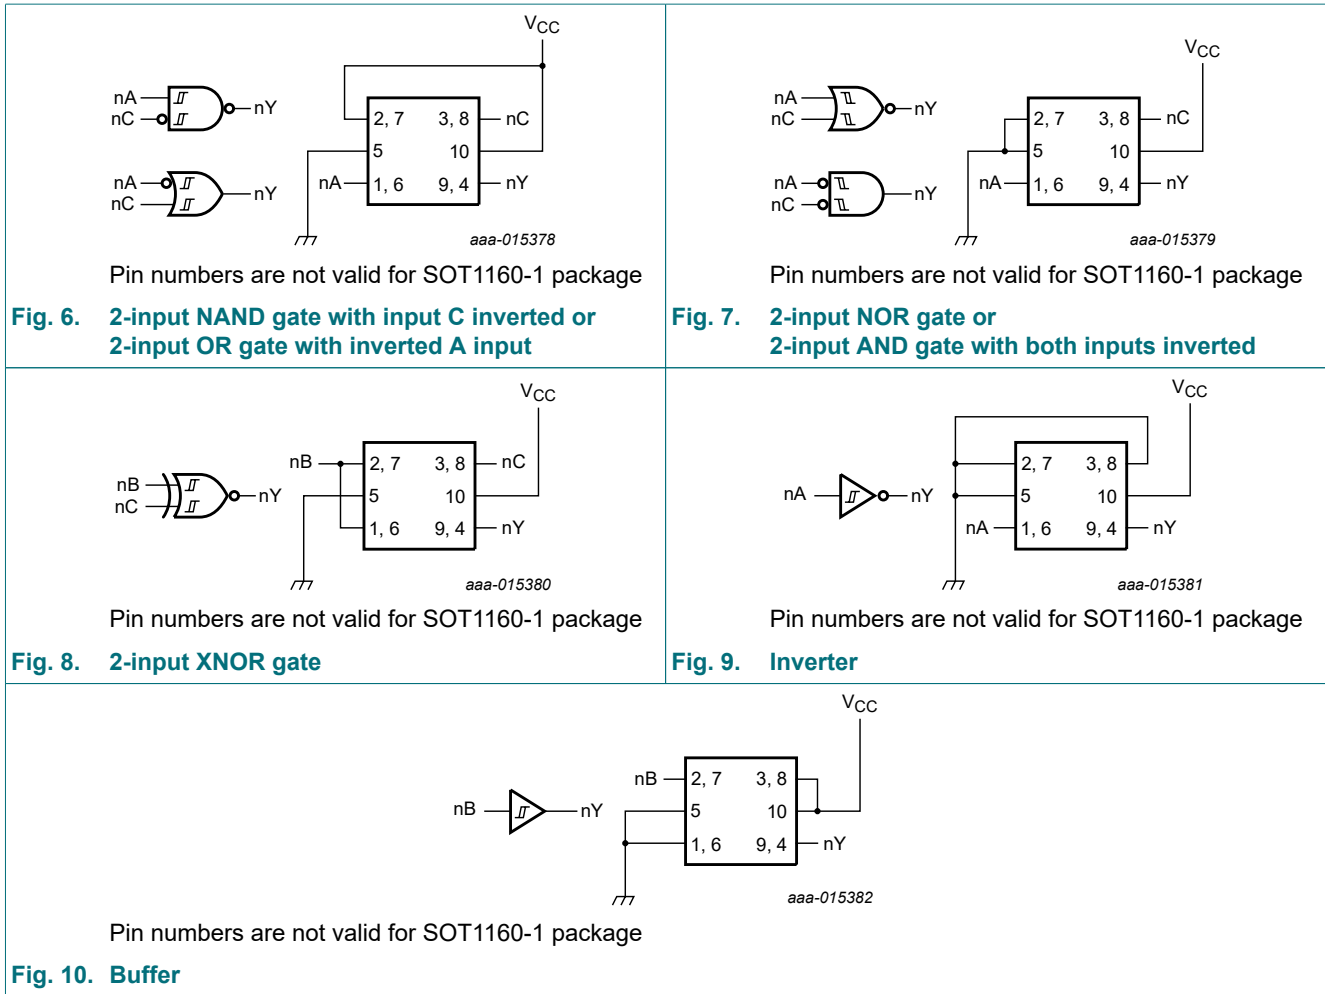 VCC
nA
nC
nY
nA
nC
nY
2, 7 3, 8 nC
5 10
nA 1, 6 9, 4 nY
aaa-015378
Pin numbers are not valid for SOT1160-1 package
Fig. 6. 2-input NAND gate with input C inverted or
2-input OR gate with inverted A input
VCC
nA
nC
nY
nA
nC
nY
2, 7 3, 8 nC
5 10
nA 1, 6 9, 4 nY
aaa-015379
Pin numbers are not valid for SOT1160-1 package
Fig. 7. 2-input NOR gate or
2-input AND gate with both inputs inverted
VCC
nB
nC
nY
nB 2, 7 3, 8 nC
5 10
1, 6 9, 4 nY
aaa-015380
Pin numbers are not valid for SOT1160-1 package
Fig. 8. 2-input XNOR gate
VCC
nA nY
2, 7 3, 8
5 10
nA 1, 6 9, 4 nY
aaa-015381
Pin numbers are not valid for SOT1160-1 package
Fig. 9. Inverter
VCC
nB nY
nB 2, 7 3, 8
5 10
1, 6 9, 4 nY
aaa-015382
Pin numbers are not valid for SOT1160-1 package
Fig. 10. Buffer